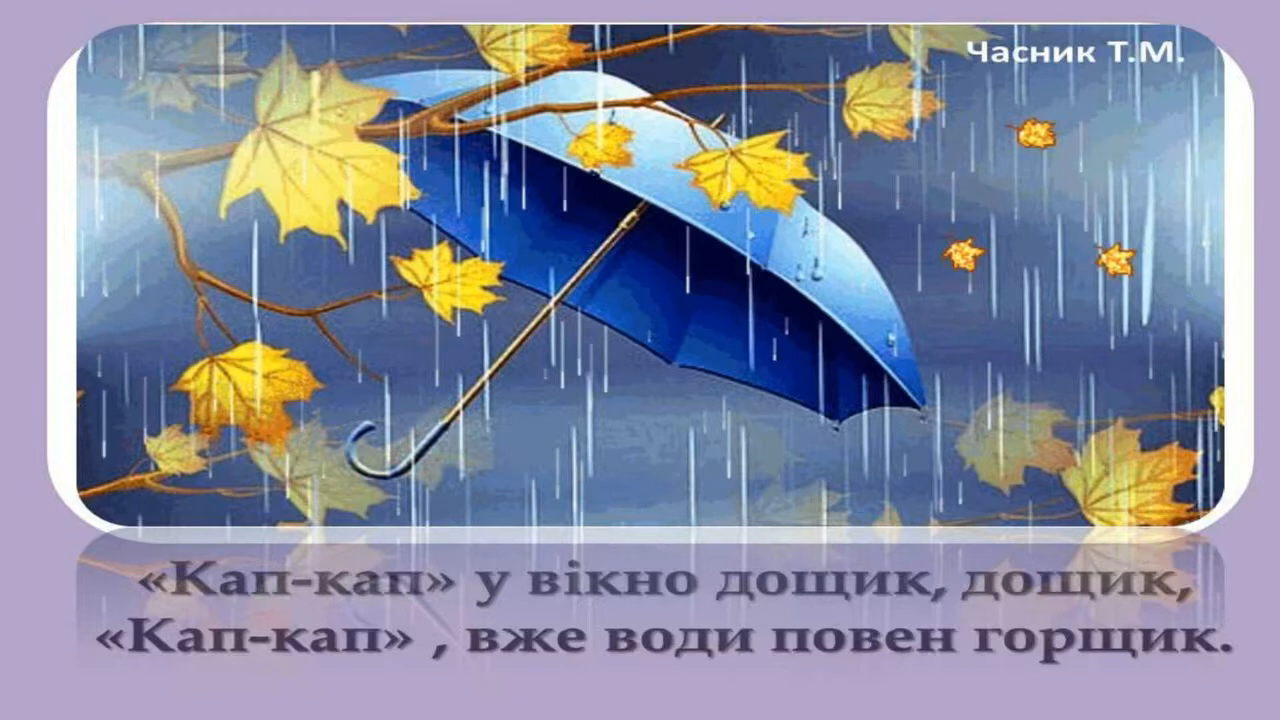 Часник Т.М.
«Кап-кап» у вікно дощик, дощик,
«Кап-кап» , вже води повен горщик.